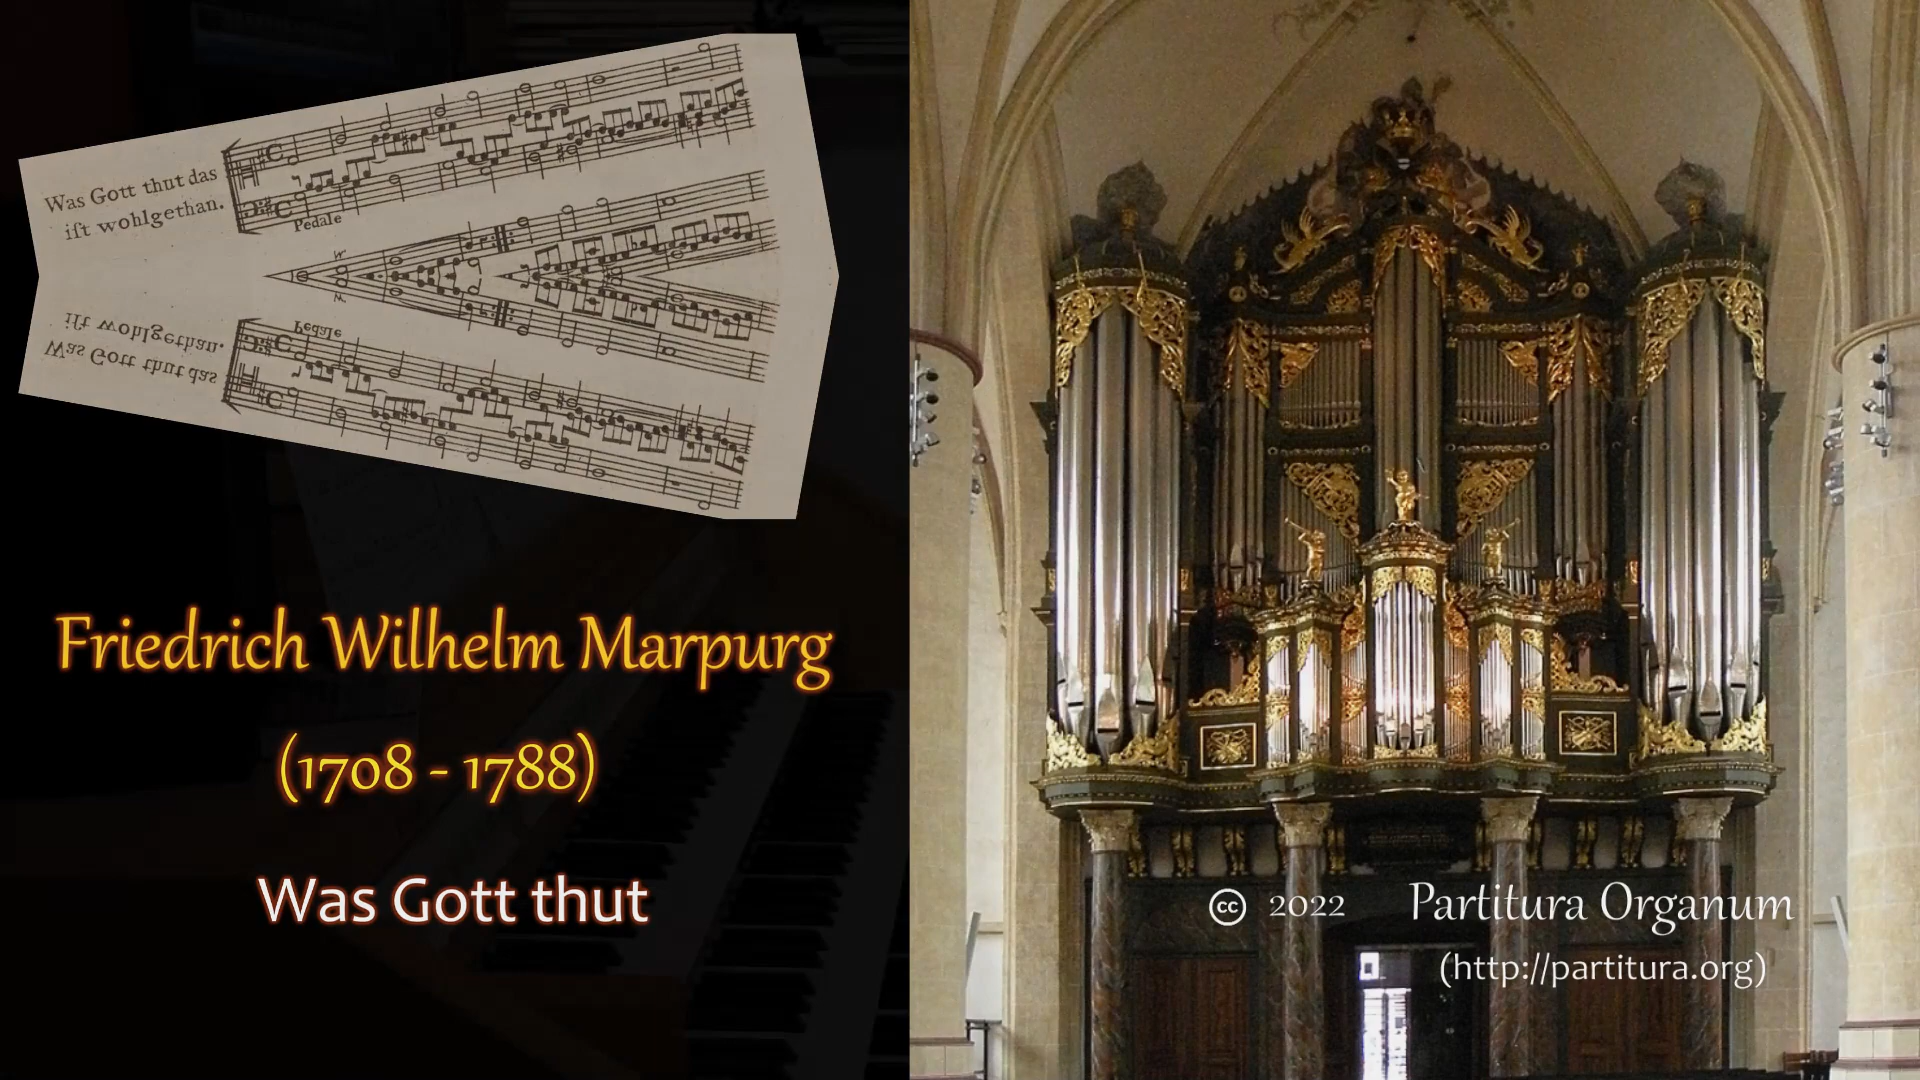 Was Gott thut das
ist wohlgethan.
Pedale
Pedale
ist wohlgethan.
Was Gott thut das
Friedrich Wilhelm Marpurg
(1708 - 1788)
Was Gott thut
cc 2022 Partitura Organum
(http://partitura.org)